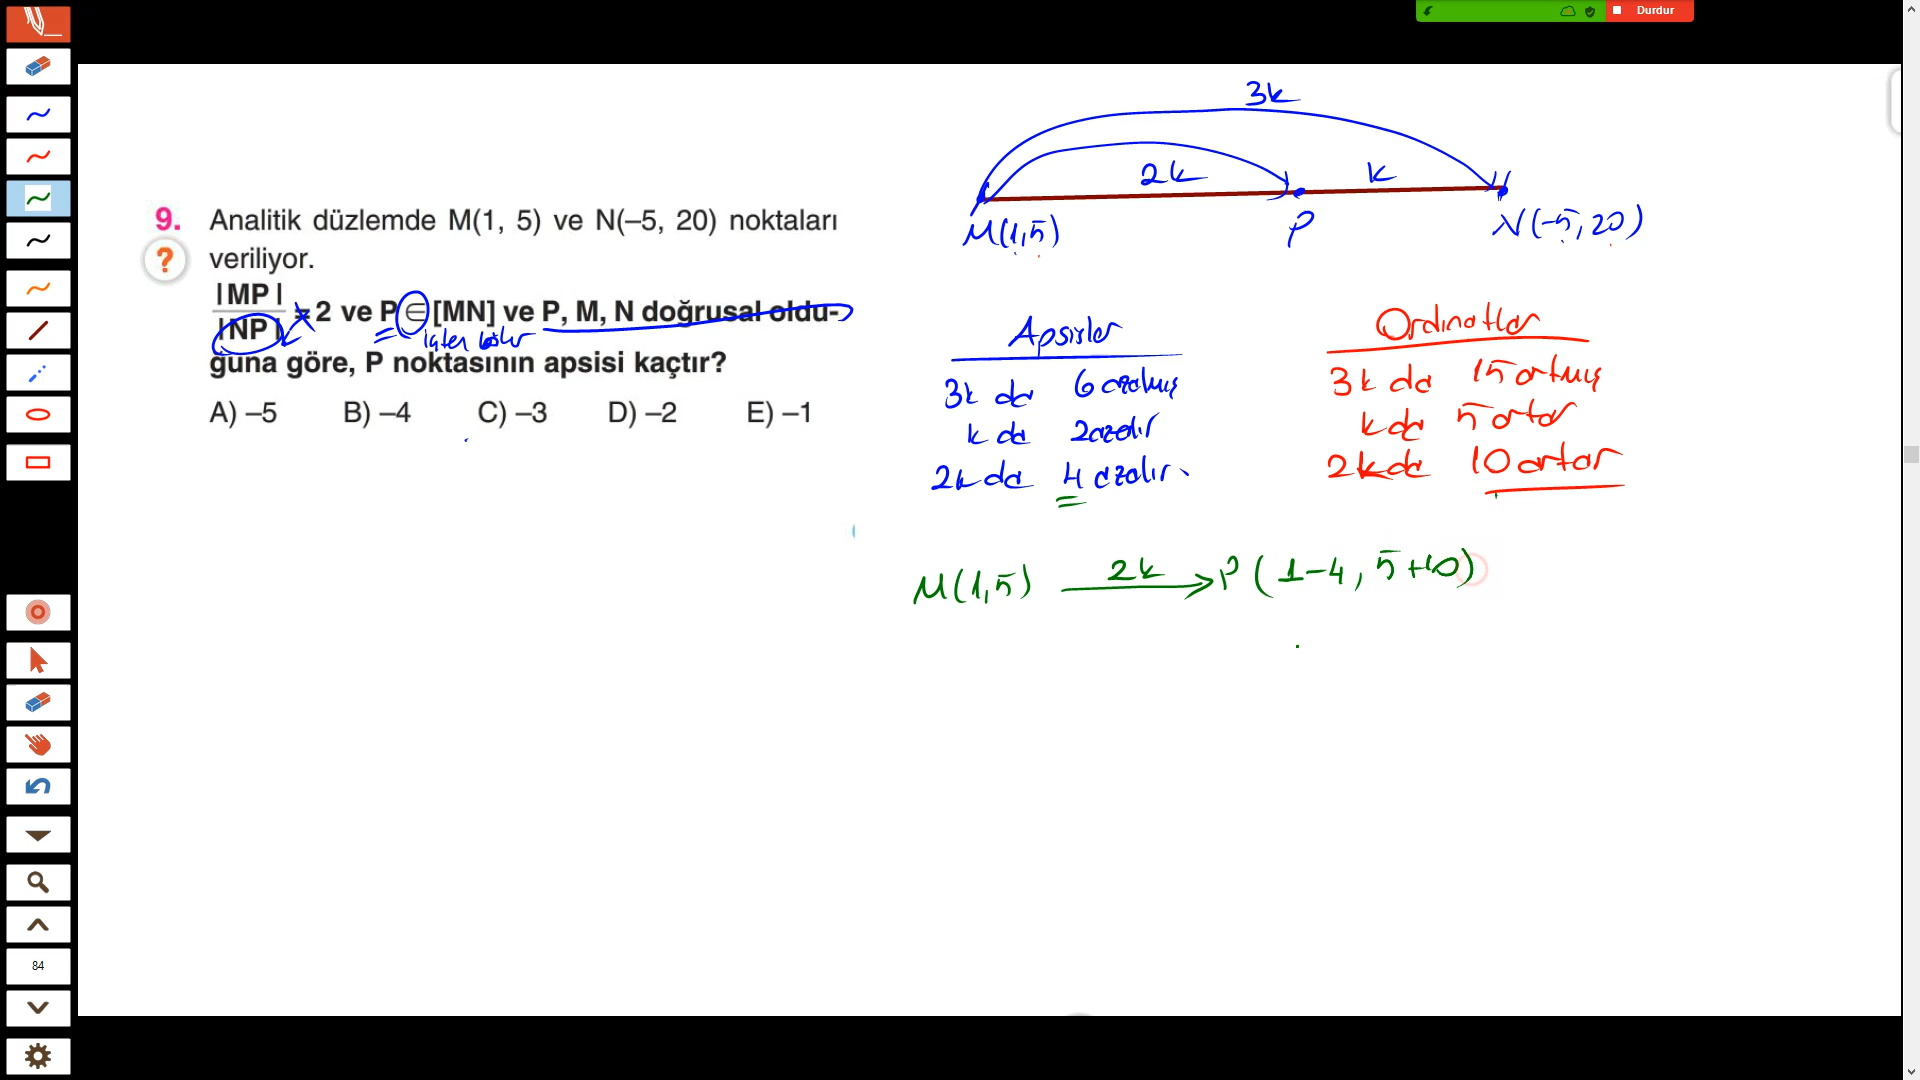 Durdur
3k
2k
k
M(1,5)
P
N(-5,20)
9.
Analitik düzlemde M(1, 5) ve N(–5, 20) noktaları
?
veriliyor.
|MP|
|NP|
= 2 ve P ∈ [MN] ve P, M, N doğrusal oldu-
içten böler
ğuna göre, P noktasının apsisi kaçtır?
A) –5 B) –4 C) –3 D) –2 E) –1
Apsisler
3k da 6 azalmış
k da 2 azalır
2k da 4 azalır.
Ordinatlar
3k da 15 artmış
k da 5 artar
2k da 10 artar
M(1,5) 2k P(1-4, 5+10)
84